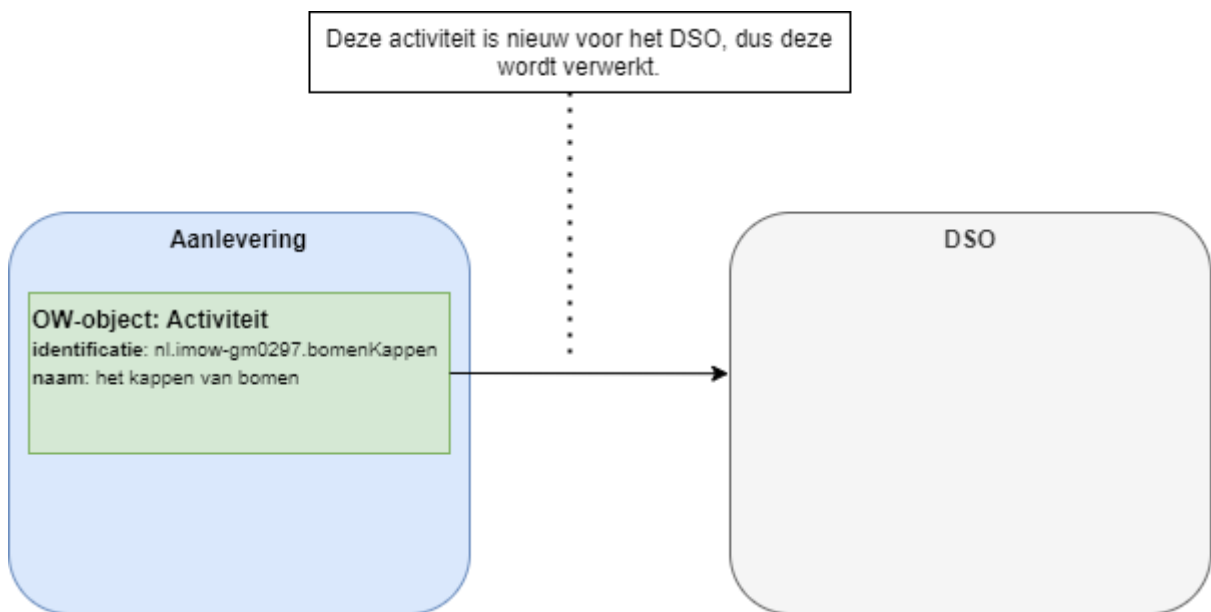 Deze activiteit is nieuw voor het DSO, dus deze
wordt verwerkt.
Aanlevering
OW-object: Activiteit
identificatie: nl.imow-gm0297.bomenKappen
naam: het kappen van bomen
DSO